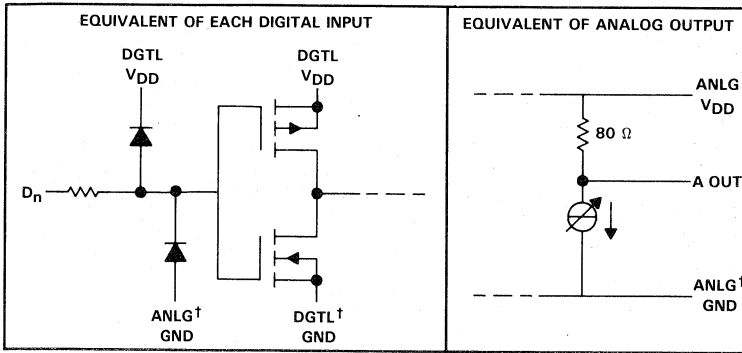 EQUIVALENT OF EACH DIGITAL INPUT
DGTL
VDD
DGTL
VDD
Dn
ANLG†
GND
DGTL†
GND
EQUIVALENT OF ANALOG OUTPUT
ANLG
VDD
80 Ω
A OUT
ANLG†
GND